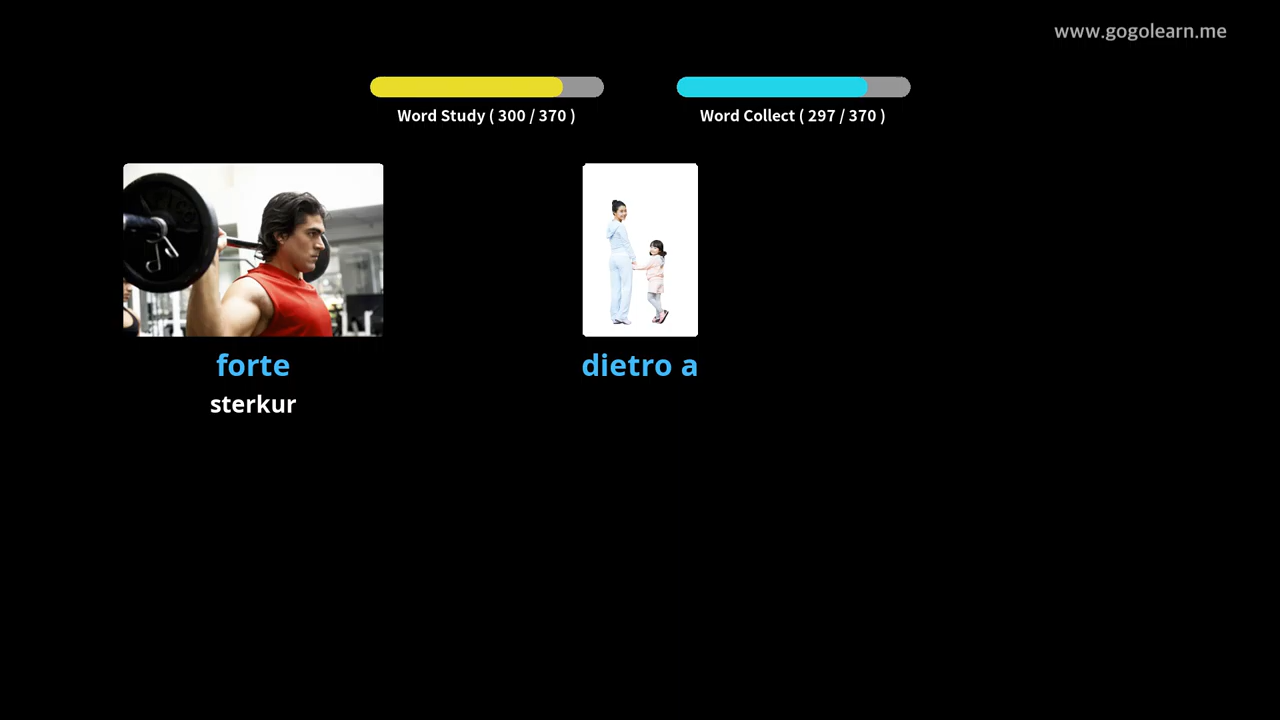 www.gogolearn.me
Word Study ( 300 / 370 )
Word Collect ( 297 / 370 )
forte
dietro a
sterkur